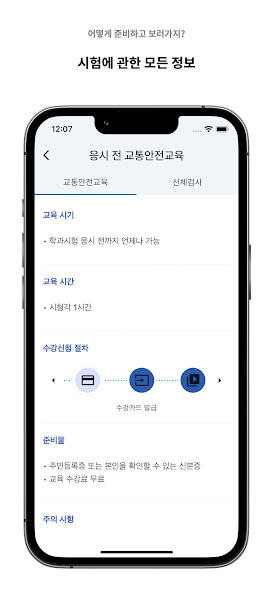 어떻게 준비하고 보러가지?
시험에 관한 모든 정보
12:07
응시 전 교통안전교육
교통안전교육
신체검사
교육 시기
• 학과시험 응시 전까지 언제나 가능
교육 시간
• 시청각 1시간
수강신청 절차
수강카드 발급
준비물
• 주민등록증 또는 본인을 확인할 수 있는 신분증
• 교육 수강료 무료
주의 사항